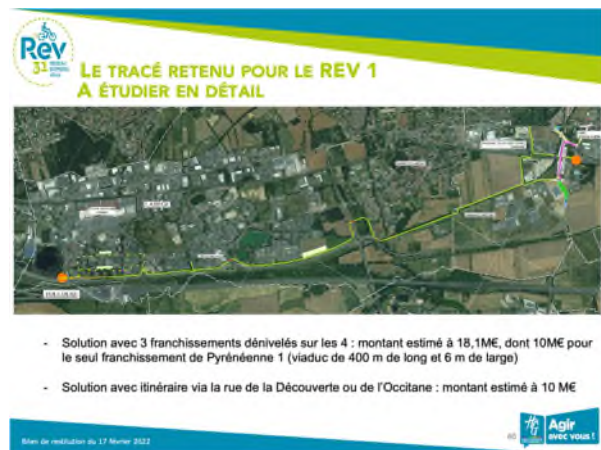 Rev
31
LE TRACÉ RETENU POUR LE REV 1
A ÉTUDIER EN DÉTAIL
LABEGE
TOULOUSE
- Solution avec 3 franchissements dénivelés sur les 4 : montant estimé à 18,1M€, dont 10M€ pour
le seul franchissement de Pyrénéenne 1 (viaduc de 400 m de long et 6 m de large)
- Solution avec itinéraire via la rue de la Découverte ou de l'Occitane : montant estimé à 10 M€
Bilan de restitution du 17 février 2022
60
Agir
avec vous !